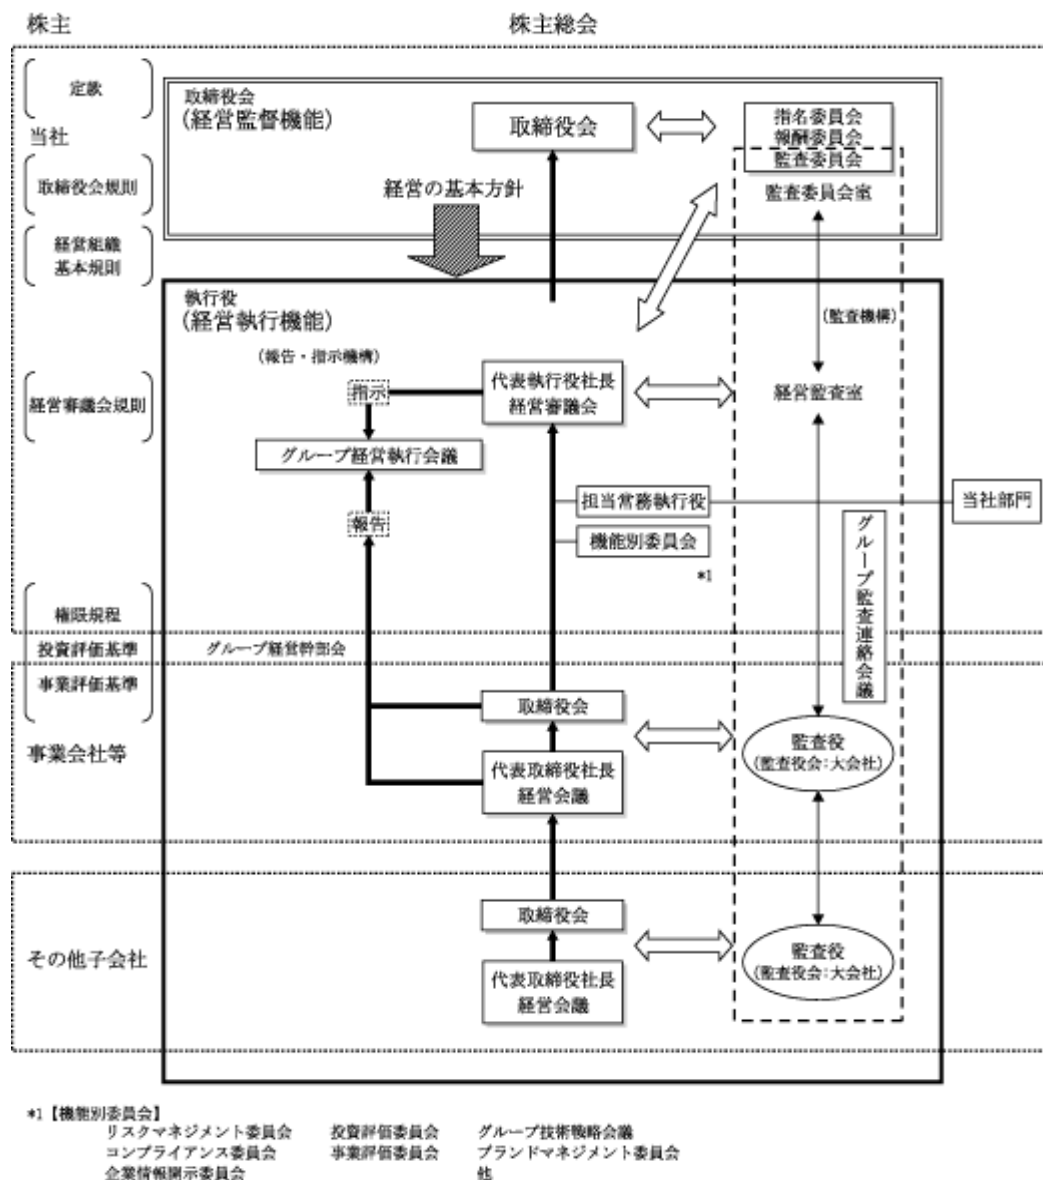 株主
株主総会
定款
取締役会
(経営監督機能)
取締役会
指名委員会
報酬委員会
監査委員会
当社
取締役会規則
経営の基本方針
監査委員会室
経営組織
基本規則
執行役
(経営執行機能)
(監査機構)
(報告・指示機構)
代表執行役社長
経営審議会
指示
経営監査室
経営審議会規則
グループ経営執行会議
担当常務執行役
当社部門
報告
機能別委員会
*1
グループ監査連絡会議
権限規程
投資評価基準
グループ経営幹部会
事業評価基準
取締役会
事業会社等
監査役
(監査役会:大会社)
代表取締役社長
経営会議
取締役会
その他子会社
監査役
(監査役会:大会社)
代表取締役社長
経営会議
*1【機能別委員会】
リスクマネジメント委員会 投資評価委員会 グループ技術戦略会議
コンプライアンス委員会 事業評価委員会 ブランドマネジメント委員会
企業情報開示委員会 他